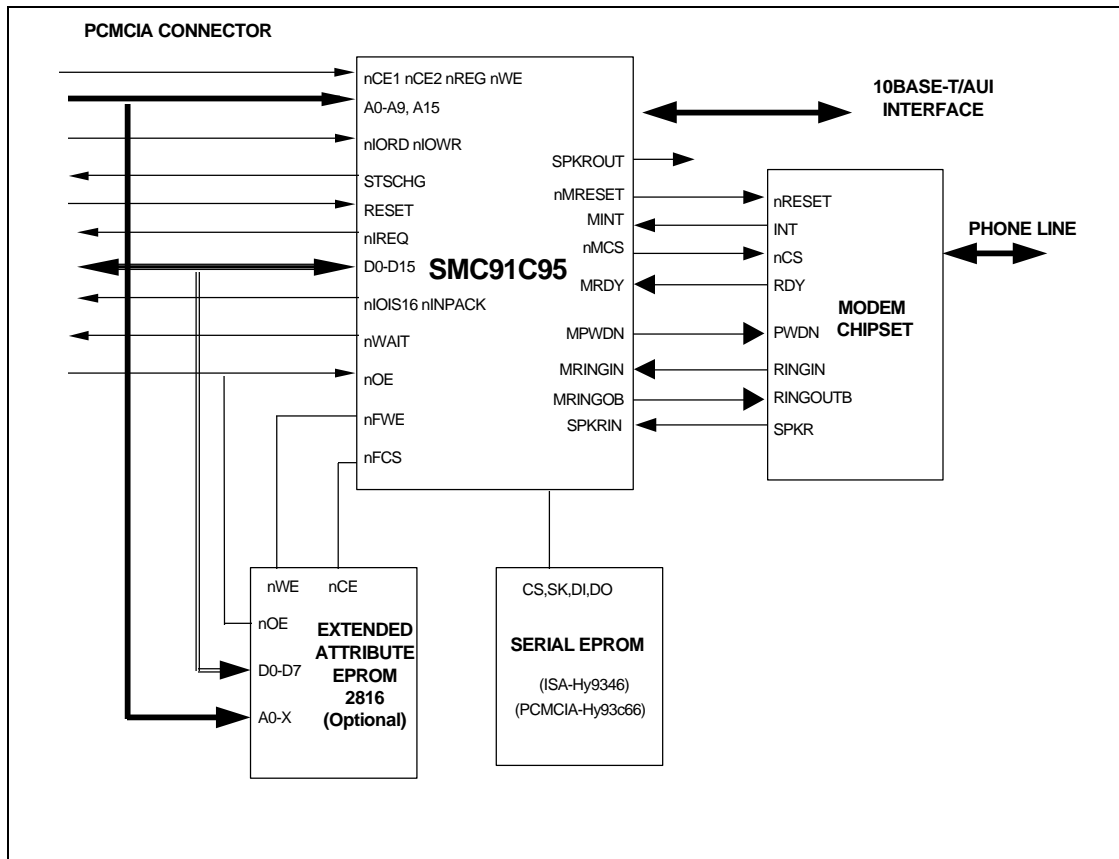 PCMCIA CONNECTOR
nCE1 nCE2 nREG nWE
A0-A9, A15
nIORD nIOWR
STSCHG
RESET
nIREQ
D0-D15
nIOIS16 nINPACK
nWAIT
nOE
nFWE
nFCS
SMC91C95
SPKROUT
nMRESET
MINT
nMCS
MRDY
MPWDN
MRINGIN
MRINGOB
SPKRIN
10BASE-T/AUI
INTERFACE
nRESET
INT
nCS
RDY
PWDN
RINGIN
RINGOUTB
SPKR
MODEM
CHIPSET
PHONE LINE
nWE
nCE
nOE
D0-D7
A0-X
EXTENDED
ATTRIBUTE
EPROM
2816
(Optional)
CS,SK,DI,DO
SERIAL EPROM
(ISA-Hy9346)
(PCMCIA-Hy93c66)